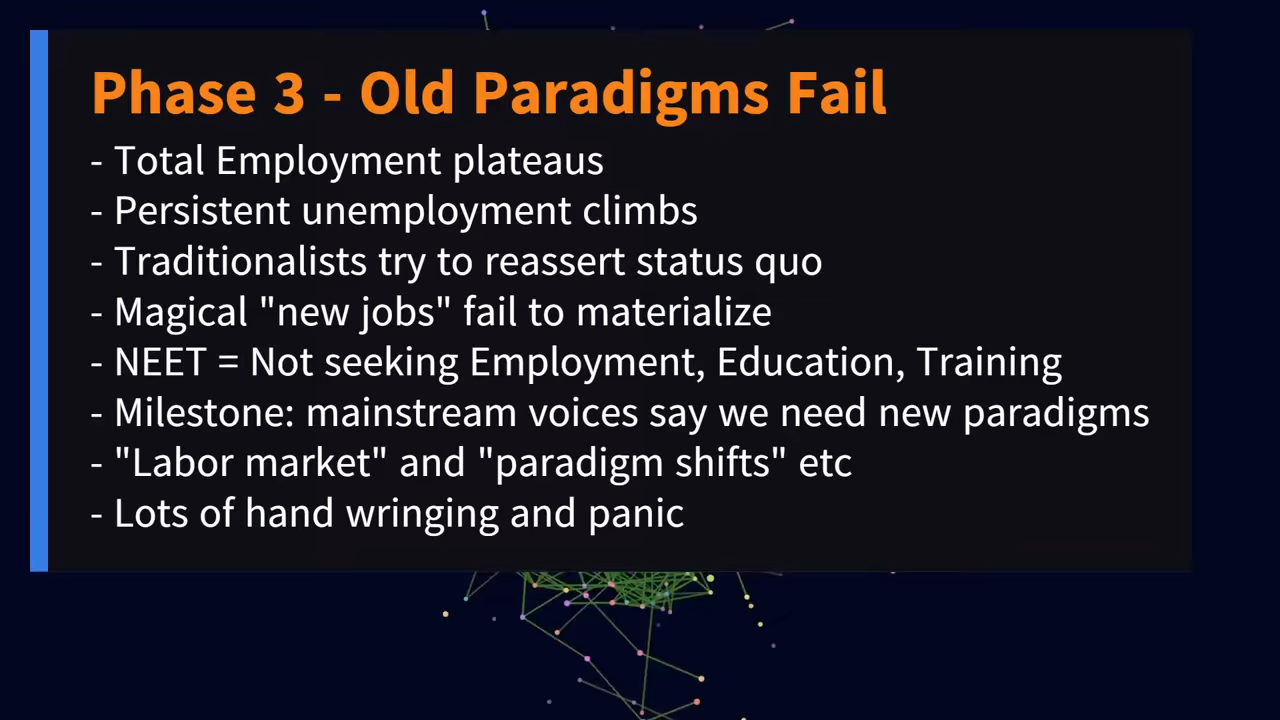 Phase 3 - Old Paradigms Fail
- Total Employment plateaus
- Persistent unemployment climbs
- Traditionalists try to reassert status quo
- Magical "new jobs" fail to materialize
- NEET = Not seeking Employment, Education, Training
- Milestone: mainstream voices say we need new paradigms
- "Labor market" and "paradigm shifts" etc
- Lots of hand wringing and panic